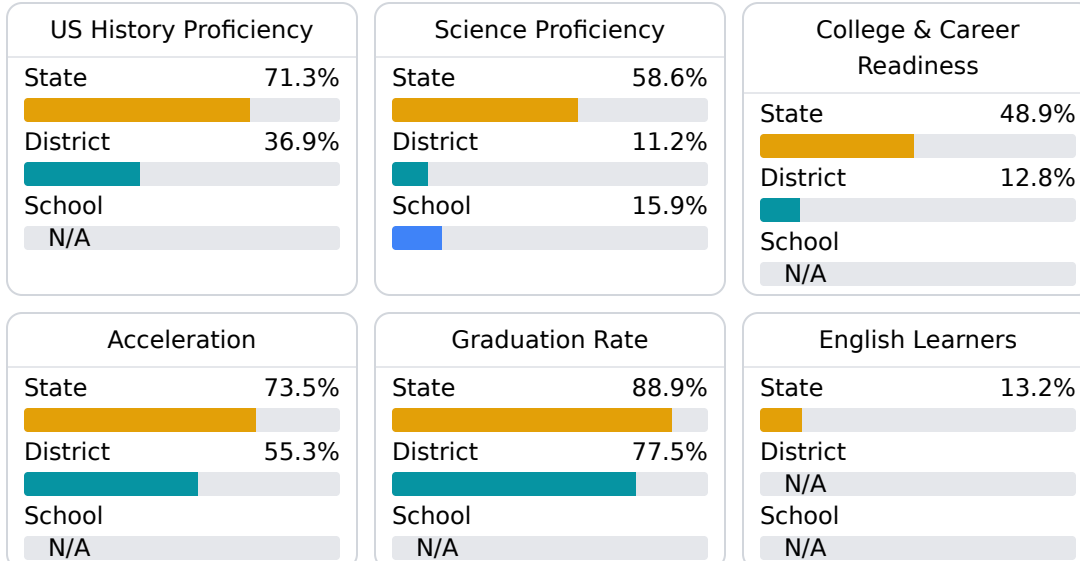 US History Proficiency
State 71.3%
District 36.9%
School
N/A
Science Proficiency
State 58.6%
District 11.2%
School 15.9%
College & Career
Readiness
State 48.9%
District 12.8%
School
N/A
Acceleration
State 73.5%
District 55.3%
School
N/A
Graduation Rate
State 88.9%
District 77.5%
School
N/A
English Learners
State 13.2%
District
N/A
School
N/A